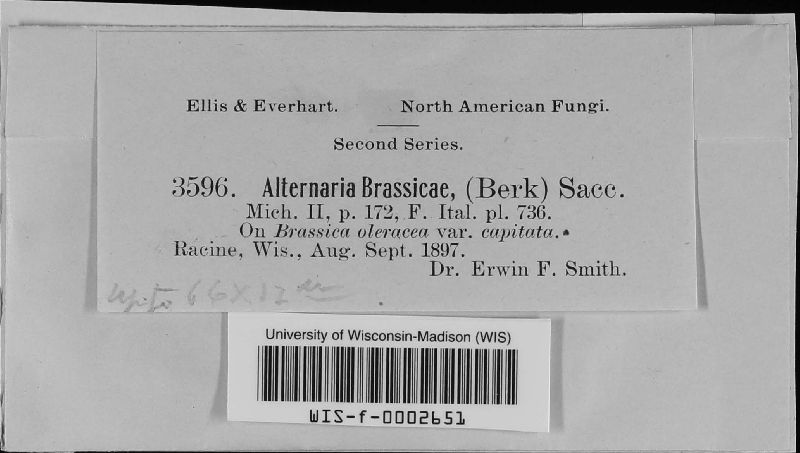 Ellis & Everhart. North American Fungi.
Second Series.
3596. Alternaria Brassicae, (Berk) Sacc.
Mich. II, p. 172, F. Ital. pl. 736.
On Brassica oleracea var. capitata.
Racine, Wis., Aug. Sept. 1897.
Dr. Erwin F. Smith.
University of Wisconsin-Madison (WIS)
WIS-f-0002651